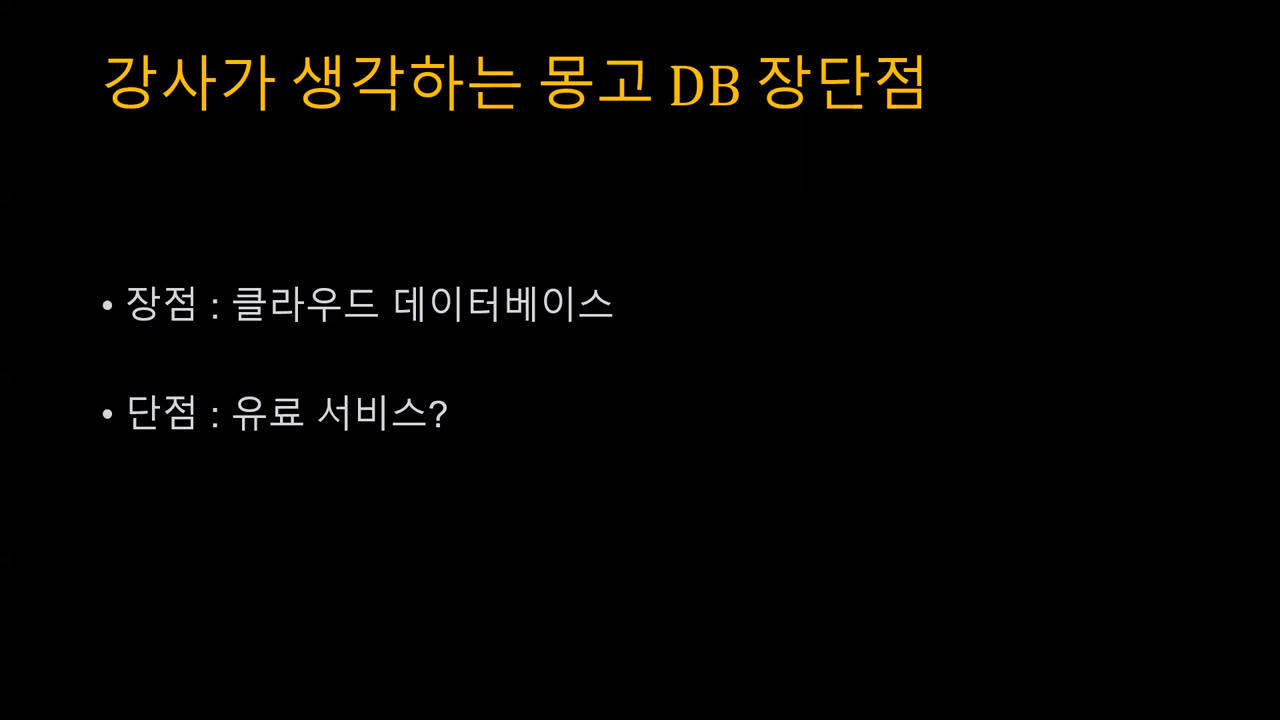 강사가 생각하는 몽고 DB 장단점
• 장점 : 클라우드 데이터베이스
• 단점 : 유료 서비스?